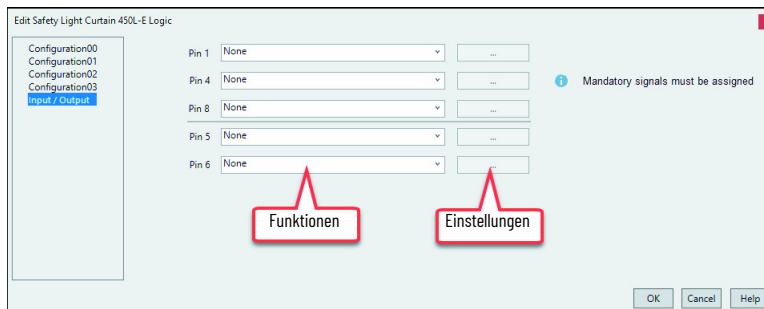 Edit Safety Light Curtain 450L-E Logic
Configuration00
Configuration01
Configuration02
Configuration03
Input / Output
Pin 1 None ...
Pin 4 None ...
Mandatory signals must be assigned
Pin 8 None ...
Pin 5 None ...
Pin 6 None ...
Funktionen
Einstellungen
OK Cancel Help